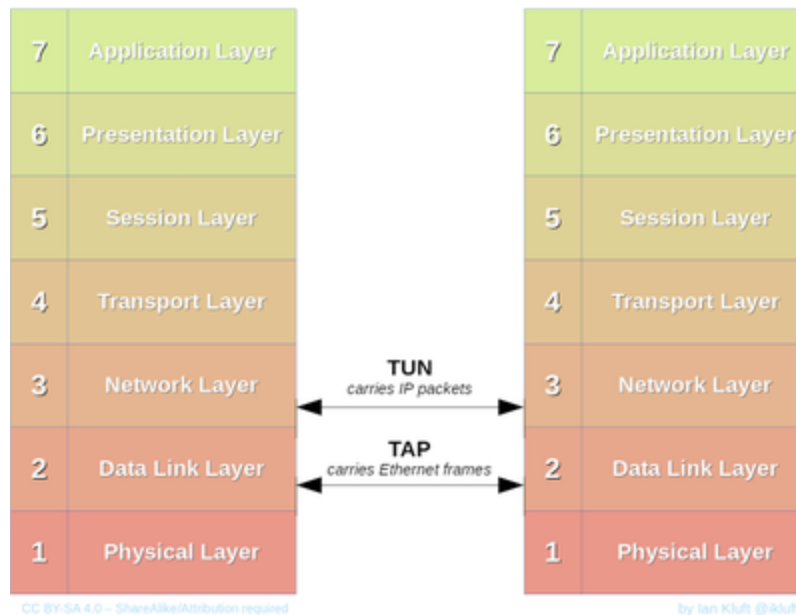 7 Application Layer
6 Presentation Layer
5 Session Layer
4 Transport Layer
3 Network Layer
2 Data Link Layer
1 Physical Layer
TUN
carries IP packets
TAP
carries Ethernet frames
7 Application Layer
6 Presentation Layer
5 Session Layer
4 Transport Layer
3 Network Layer
2 Data Link Layer
1 Physical Layer
CC BY-SA 4.0 – ShareAlike/Attribution required
by Ian Kluft